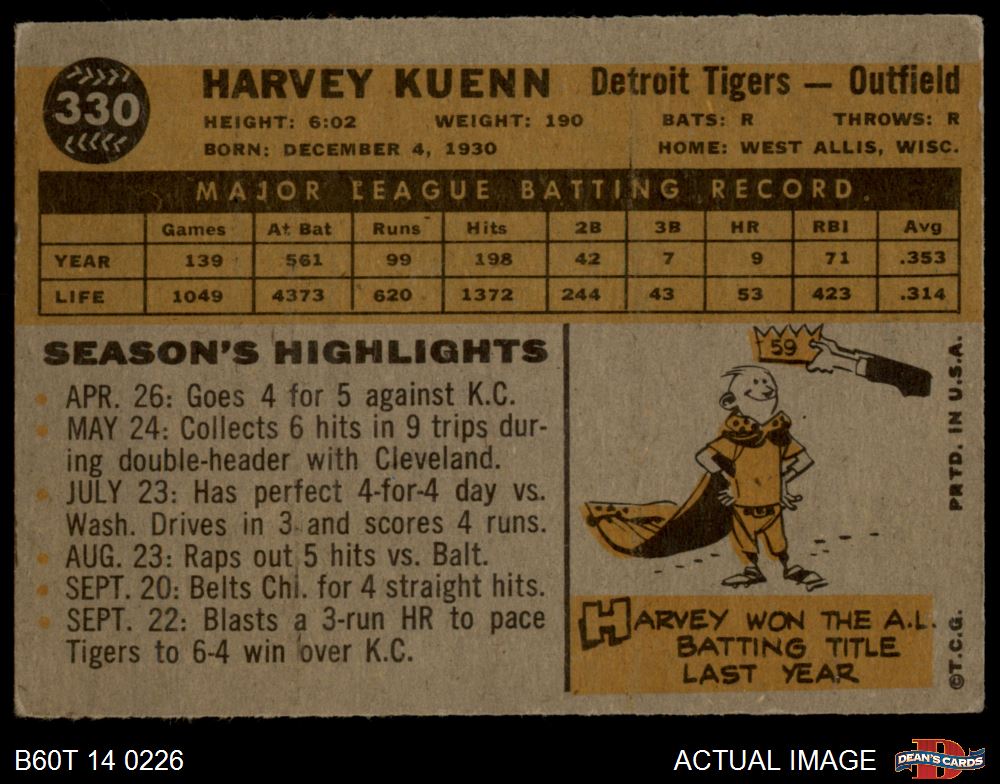 330
HARVEY KUENN Detroit Tigers — Outfield
HEIGHT: 6:02 WEIGHT: 190 BATS: R THROWS: R
BORN: DECEMBER 4, 1930 HOME: WEST ALLIS, WISC.
MAJOR LEAGUE BATTING RECORD
Games At Bat Runs Hits 2B 3B HR RBI Avg
YEAR 139 561 99 198 42 7 9 71 .353
LIFE 1049 4373 620 1372 244 43 53 423 .314
SEASON'S HIGHLIGHTS
APR. 26: Goes 4 for 5 against K.C.
MAY 24: Collects 6 hits in 9 trips dur-
ing double-header with Cleveland.
JULY 23: Has perfect 4-for-4 day vs.
Wash. Drives in 3 and scores 4 runs.
AUG. 23: Raps out 5 hits vs. Balt.
SEPT. 20: Belts Chi. for 4 straight hits.
SEPT. 22: Blasts a 3-run HR to pace
Tigers to 6-4 win over K.C.
59
HARVEY WON THE A.L.
BATTING TITLE
LAST YEAR
©T.C.G. PRTD. IN U.S.A.
B60T 14 0226 ACTUAL IMAGE D DEAN'S CARDS